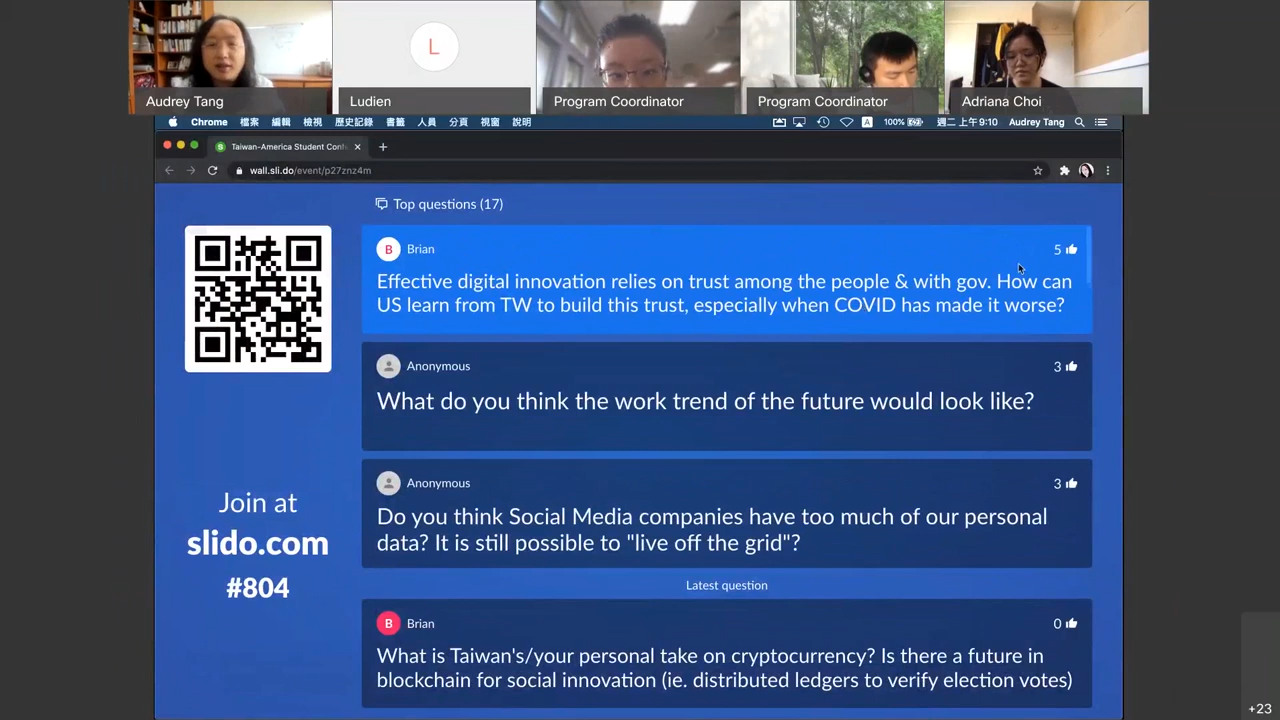 Audrey Tang
L
Ludien
Program Coordinator
Program Coordinator
Adriana Choi
Chrome 檔案 編輯 檢視 歷史記錄 書籤 人員 分頁 視窗 說明 A 100% 週二 上午9:10 Audrey Tang
S Taiwan-America Student Conf
wall.sli.do/event/p27znz4m
Top questions (17)
B Brian 5
Effective digital innovation relies on trust among the people & with gov. How can
US learn from TW to build this trust, especially when COVID has made it worse?
Anonymous 3
What do you think the work trend of the future would look like?
Anonymous 3
Do you think Social Media companies have too much of our personal
data? It is still possible to "live off the grid"?
Join at
slido.com
#804
Latest question
B Brian 0
What is Taiwan's/your personal take on cryptocurrency? Is there a future in
blockchain for social innovation (ie. distributed ledgers to verify election votes)
+23